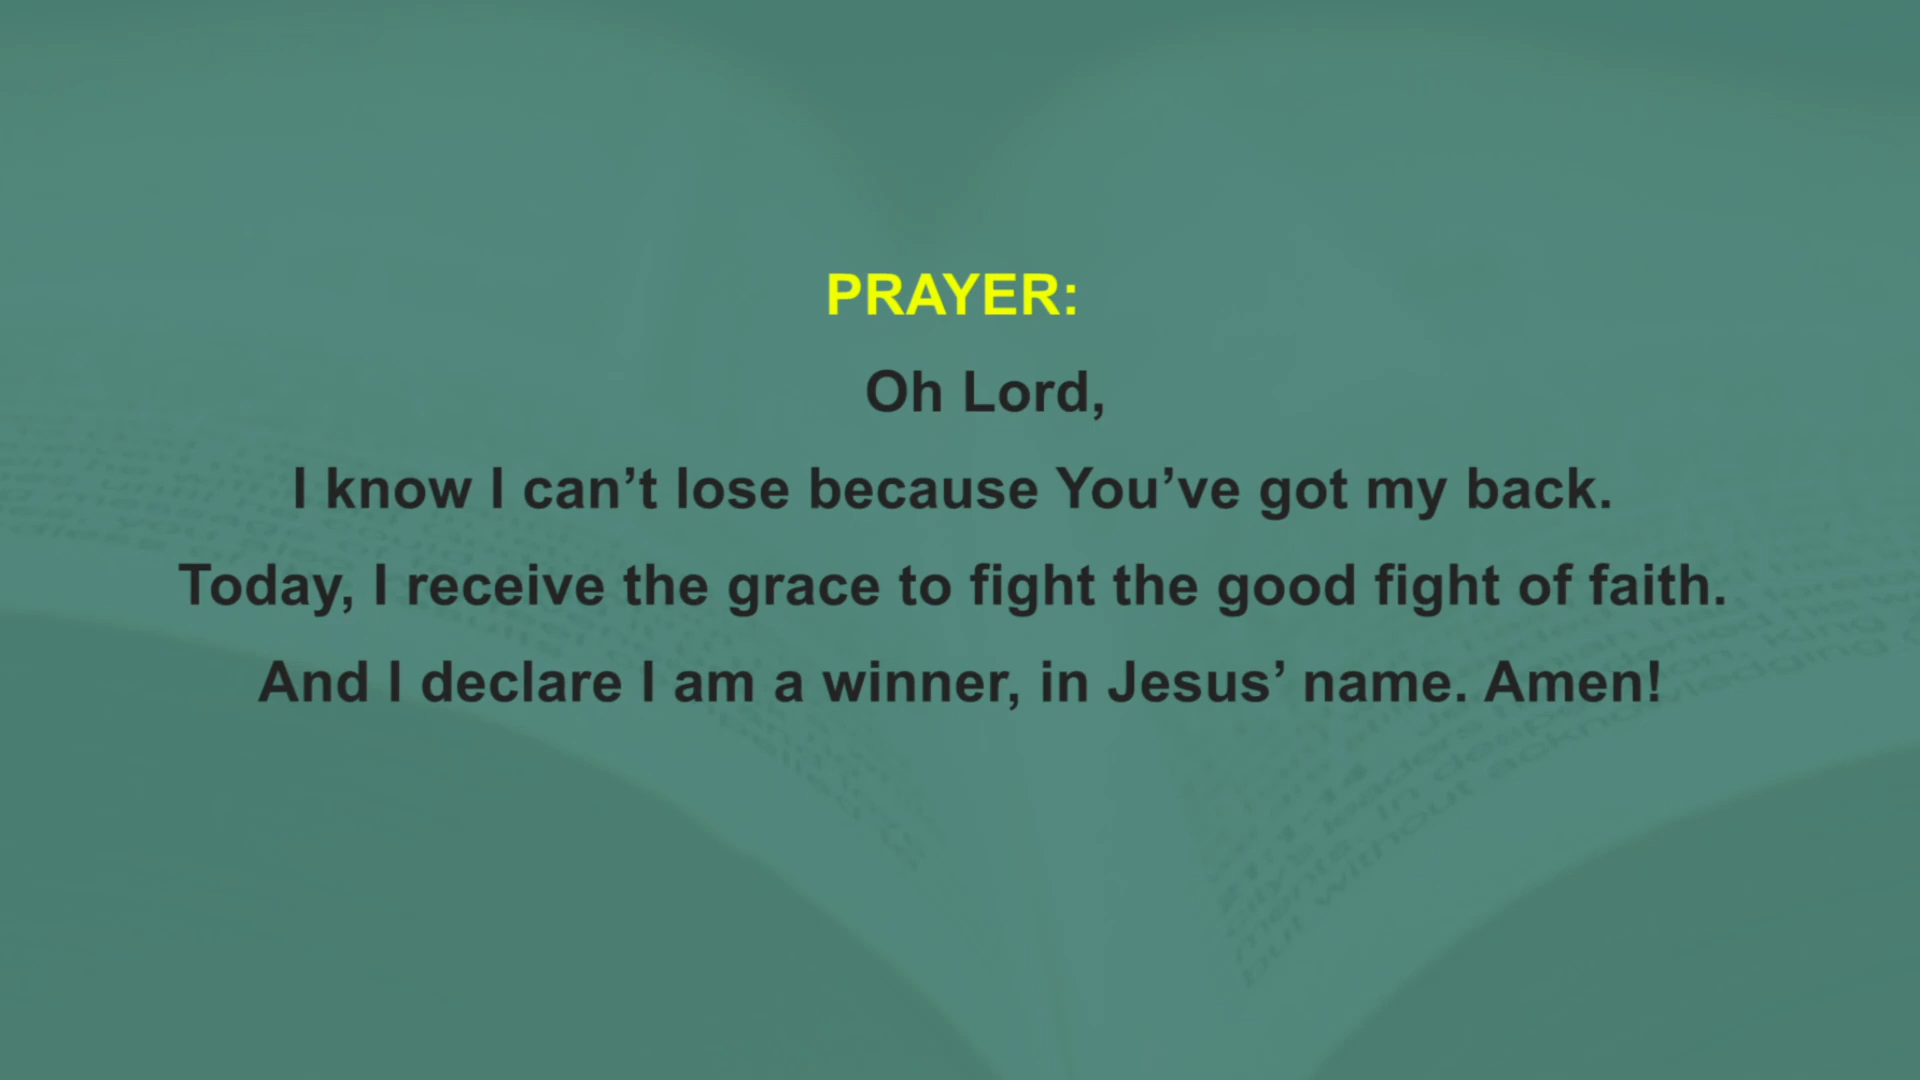 PRAYER:
Oh Lord,
I know I can’t lose because You’ve got my back.
Today, I receive the grace to fight the good fight of faith.
And I declare I am a winner, in Jesus’ name. Amen!